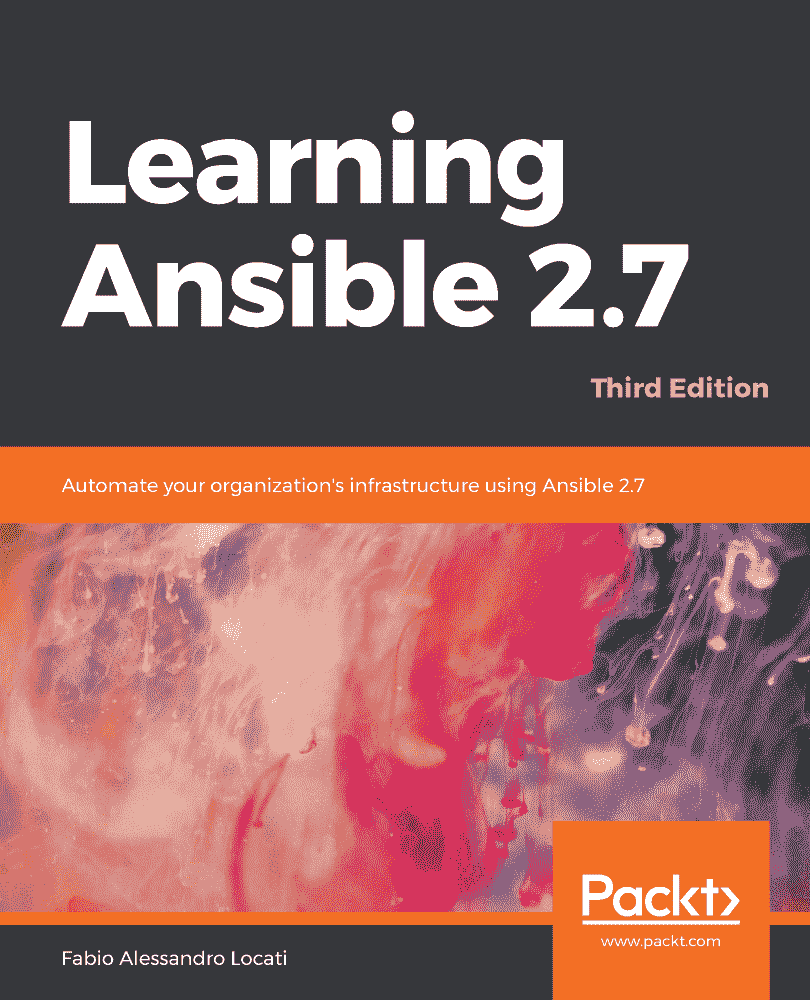 Learning
Ansible 2.7
Third Edition
Automate your organization's infrastructure using Ansible 2.7
Packt>
www.packt.com
Fabio Alessandro Locati